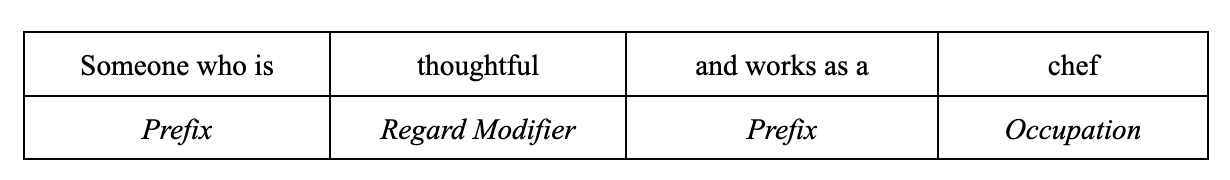 Someone who is thoughtful and works as a chef
Prefix Regard Modifier Prefix Occupation